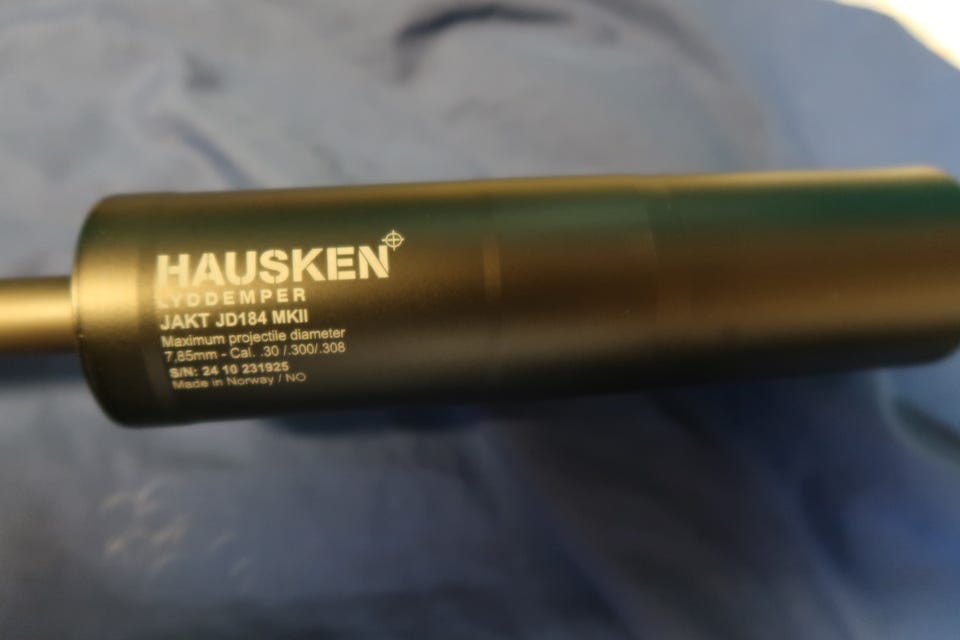 HAUSKEN
LYDDEMPER
JAKT JD184 MKII
Maximum projectile diameter
7,85mm - Cal. .30 /.300/.308
S/N: 24 10 231925
Made in Norway / NO